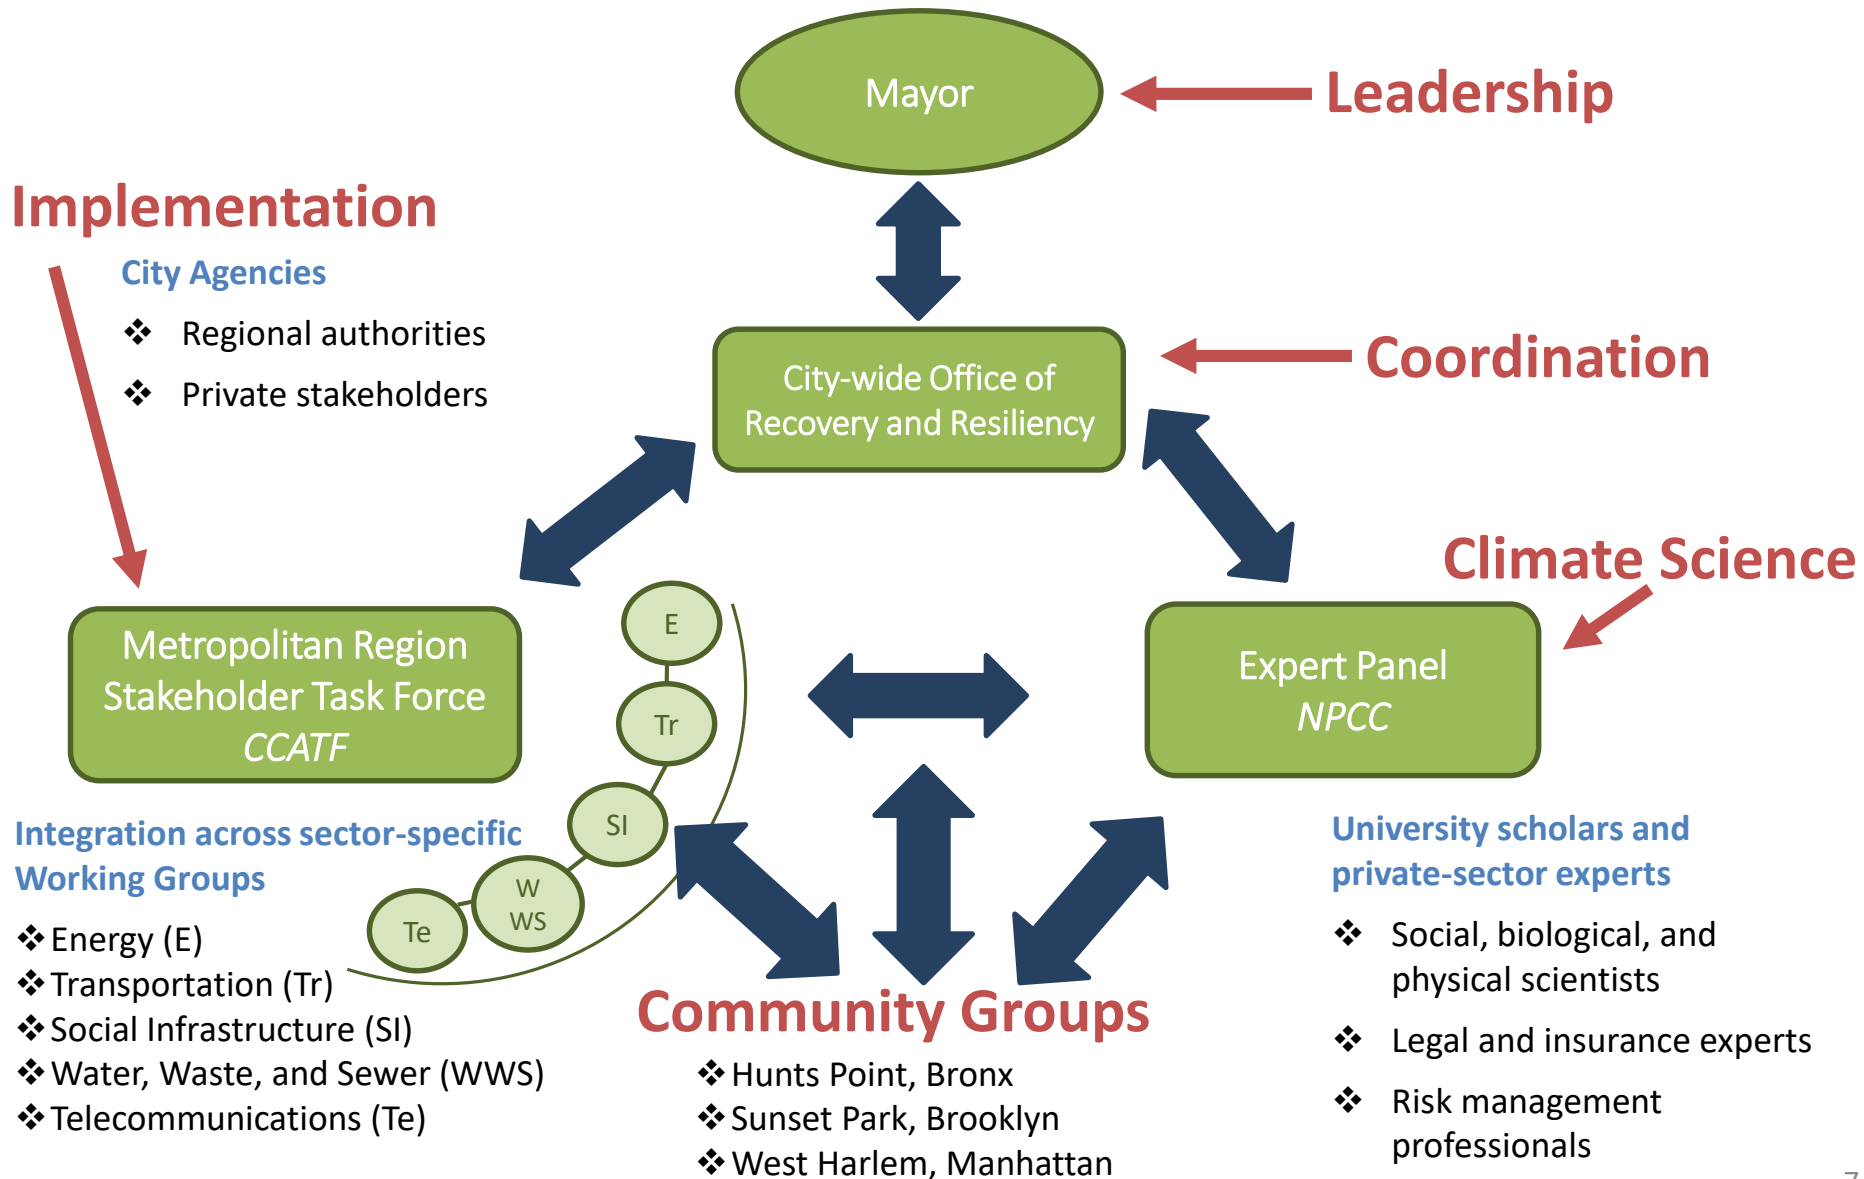 Mayor
Leadership
Implementation
City Agencies
❖ Regional authorities
❖ Private stakeholders
City-wide Office of
Recovery and Resiliency
Coordination
Climate Science
Metropolitan Region
Stakeholder Task Force
CCATF
E
Tr
SI
W
WS
Te
Expert Panel
NPCC
Integration across sector-specific
Working Groups
❖ Energy (E)
❖ Transportation (Tr)
❖ Social Infrastructure (SI)
❖ Water, Waste, and Sewer (WWS)
❖ Telecommunications (Te)
Community Groups
❖ Hunts Point, Bronx
❖ Sunset Park, Brooklyn
❖ West Harlem, Manhattan
University scholars and
private-sector experts
❖ Social, biological, and
physical scientists
❖ Legal and insurance experts
❖ Risk management
professionals
7